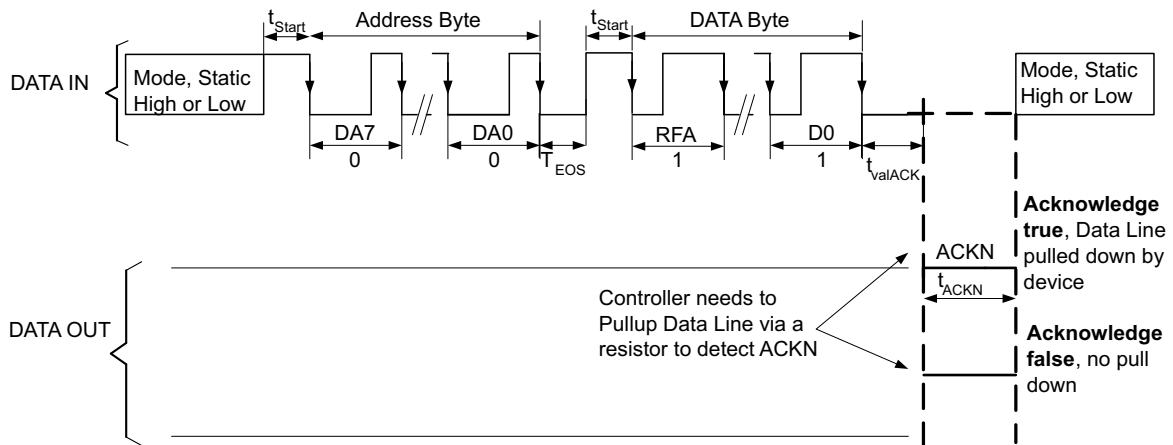 tStart Address Byte tStart DATA Byte
DATA IN
Mode, Static
High or Low
Mode, Static
High or Low
DA7 DA0 RFA D0
0 0 TEOS 1 1 tvalACK
Acknowledge
true, Data Line
pulled down by
device
ACKN
tACKN
Controller needs to
Pullup Data Line via a
resistor to detect ACKN
DATA OUT
Acknowledge
false, no pull
down